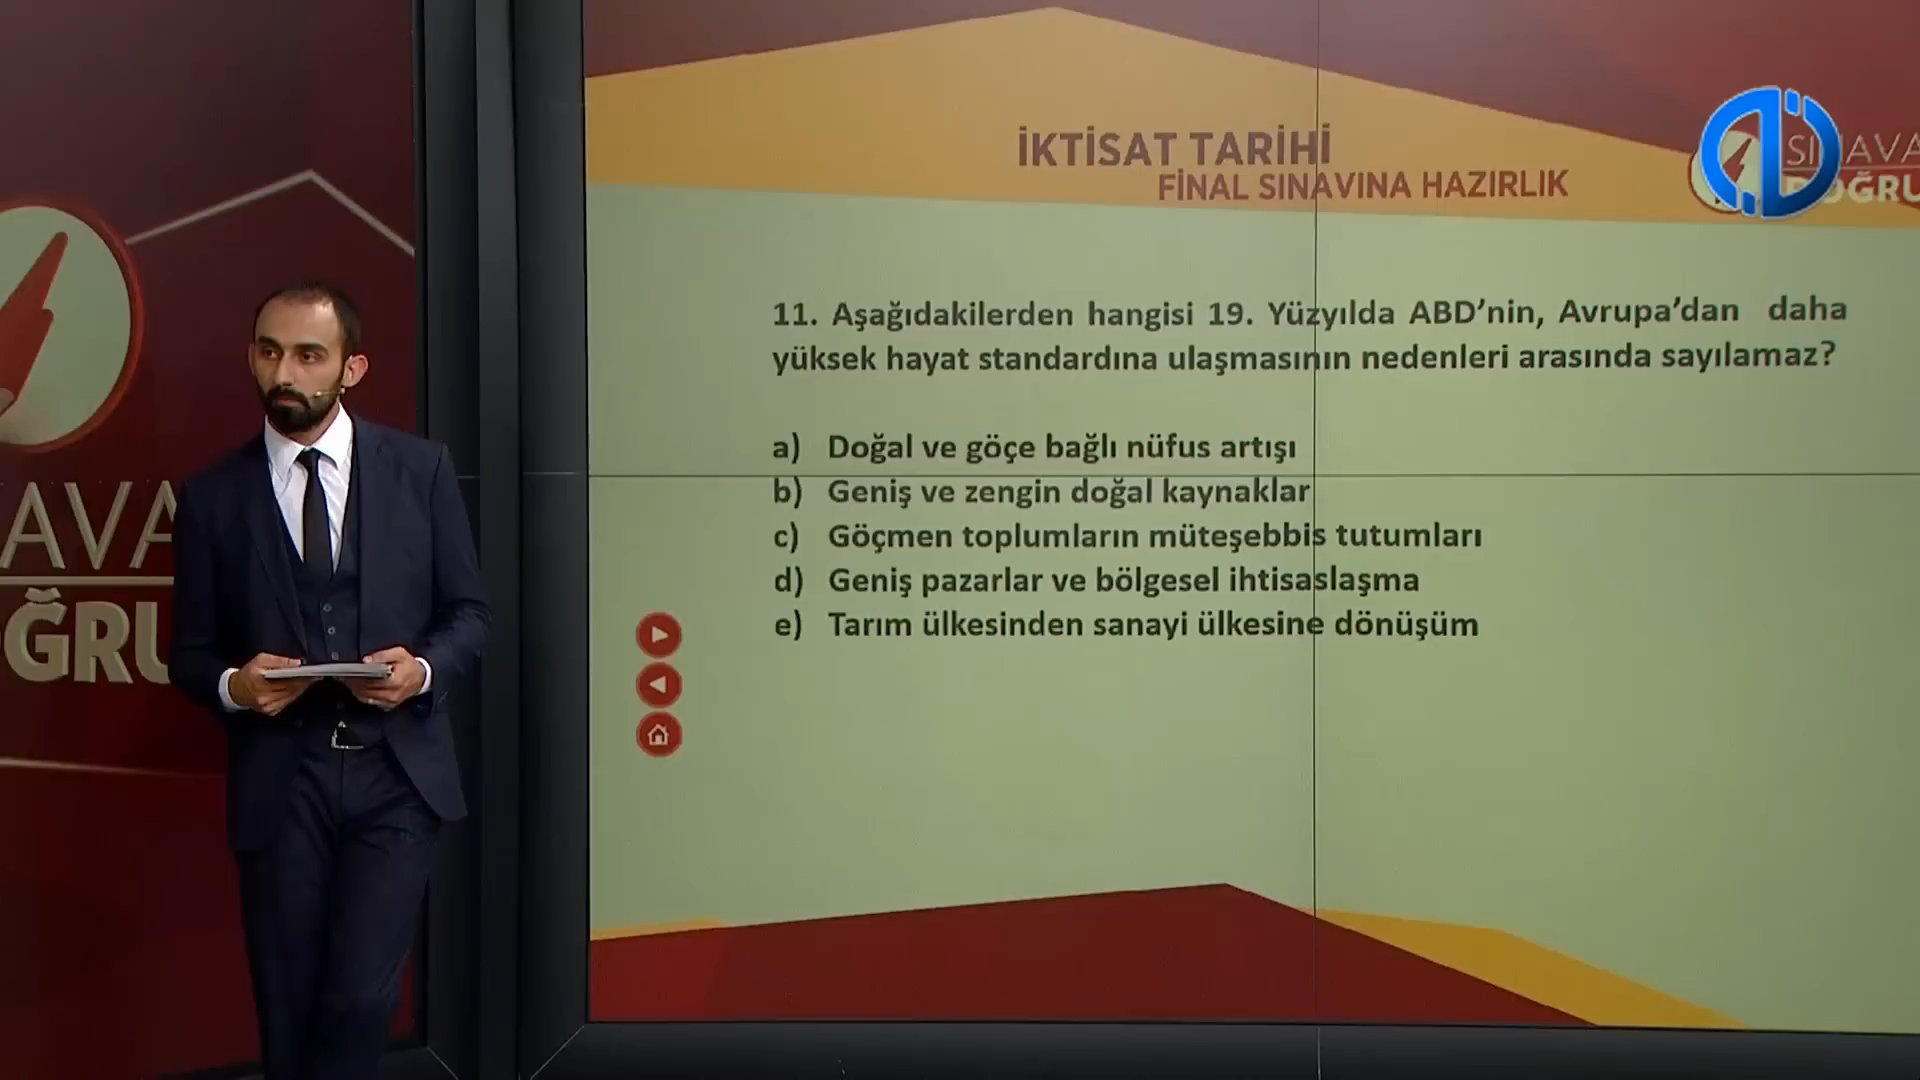 İKTİSAT TARİHİ
FİNAL SINAVINA HAZIRLIK
11. Aşağıdakilerden hangisi 19. Yüzyılda ABD’nin, Avrupa’dan daha
yüksek hayat standardına ulaşmasının nedenleri arasında sayılamaz?
a) Doğal ve göçe bağlı nüfus artışı
b) Geniş ve zengin doğal kaynaklar
c) Göçmen toplumların müteşebbis tutumları
d) Geniş pazarlar ve bölgesel ihtisaslaşma
e) Tarım ülkesinden sanayi ülkesine dönüşüm